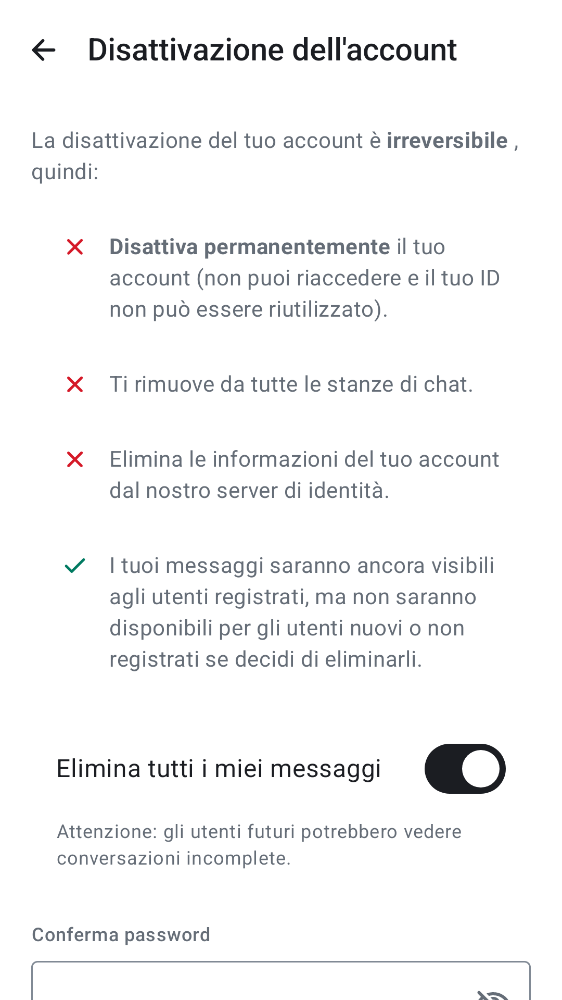 Disattivazione dell'account
La disattivazione del tuo account è irreversibile ,
quindi:
Disattiva permanentemente il tuo
account (non puoi riaccedere e il tuo ID
non può essere riutilizzato).
Ti rimuove da tutte le stanze di chat.
Elimina le informazioni del tuo account
dal nostro server di identità.
I tuoi messaggi saranno ancora visibili
agli utenti registrati, ma non saranno
disponibili per gli utenti nuovi o non
registrati se decidi di eliminarli.
Elimina tutti i miei messaggi
Attenzione: gli utenti futuri potrebbero vedere
conversazioni incomplete.
Conferma password